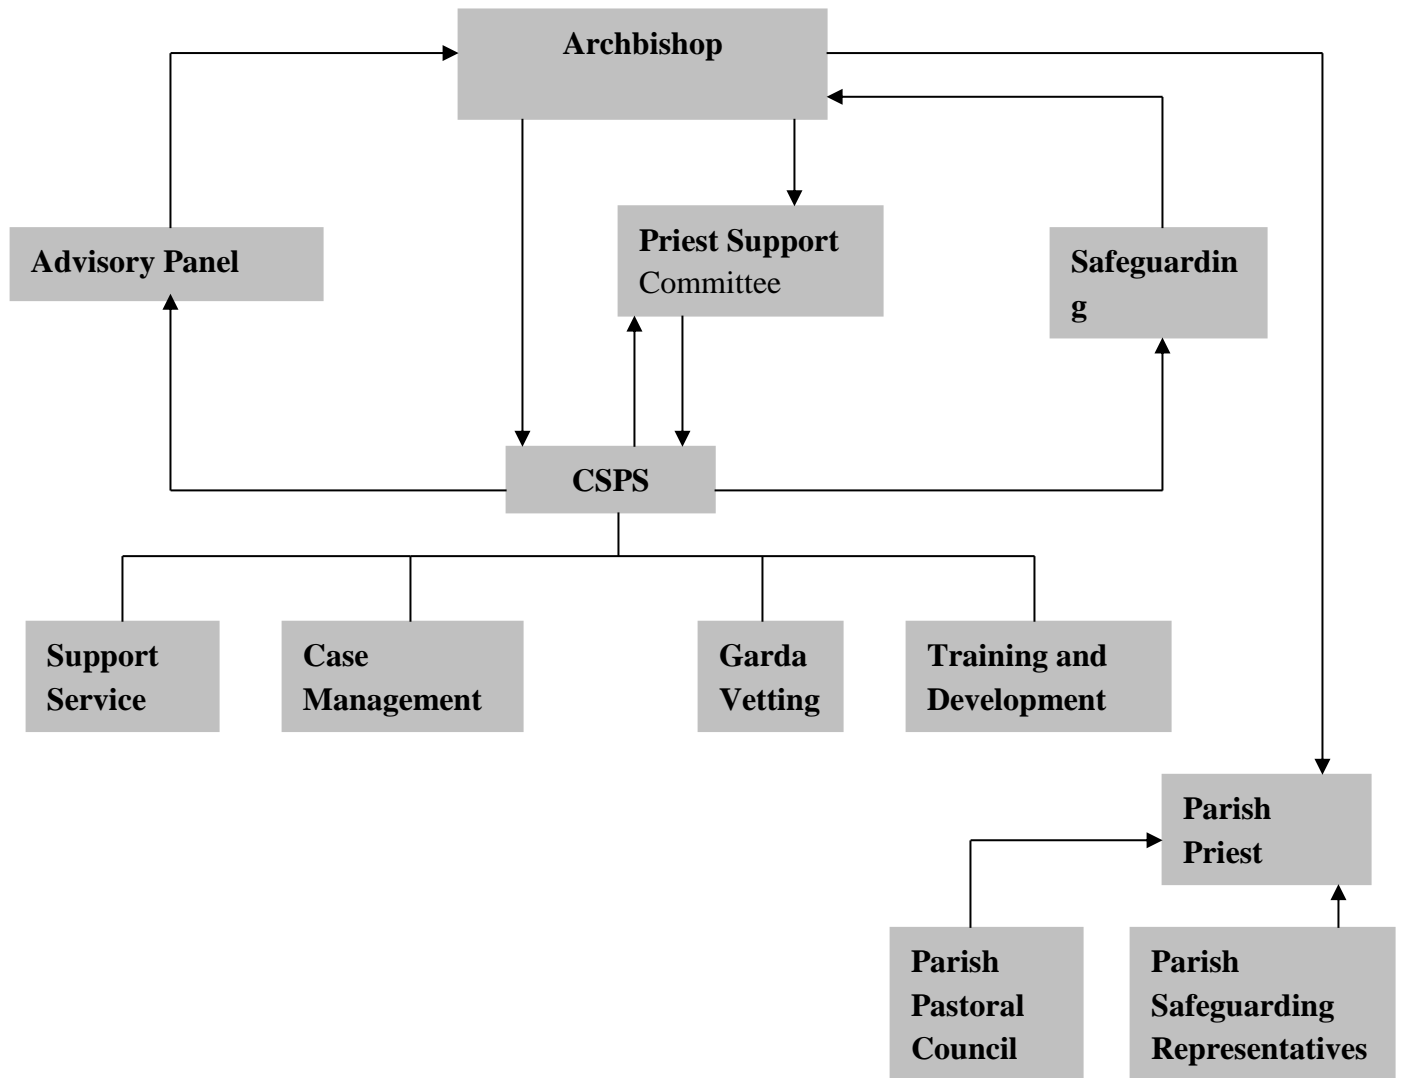 Archbishop
Advisory Panel
Priest Support
Committee
Safeguardin
g
CSPS
Support
Service
Case
Management
Garda
Vetting
Training and
Development
Parish
Priest
Parish
Pastoral
Council
Parish
Safeguarding
Representatives